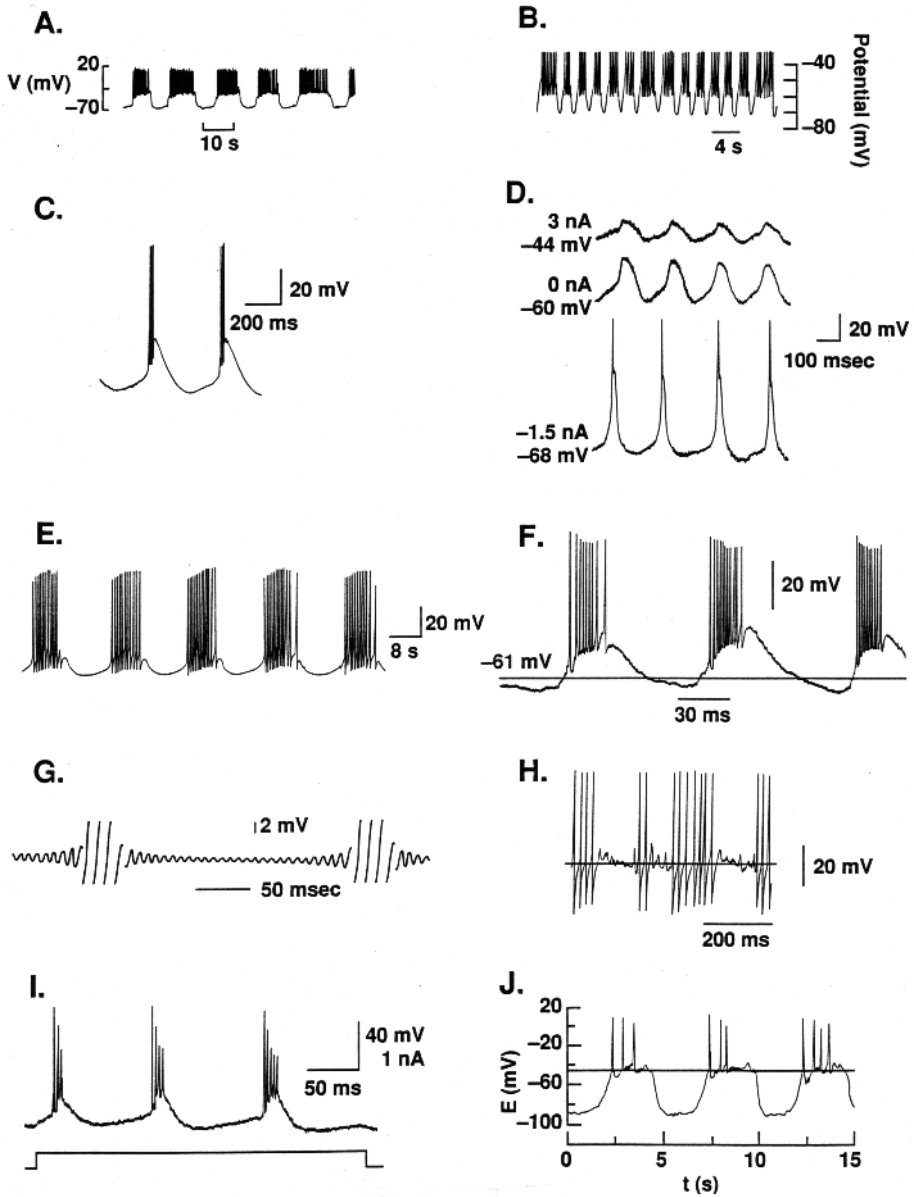 A.
V (mV)
20
−70
10 s
B.
−40
−80
Potential (mV)
4 s
C.
20 mV
200 ms
D.
3 nA
−44 mV
0 nA
−60 mV
20 mV
100 msec
−1.5 nA
−68 mV
E.
20 mV
8 s
F.
20 mV
−61 mV
30 ms
G.
2 mV
50 msec
H.
20 mV
200 ms
I.
40 mV
1 nA
50 ms
J.
20
−20
−60
−100
E (mV)
0 5 10 15
t (s)